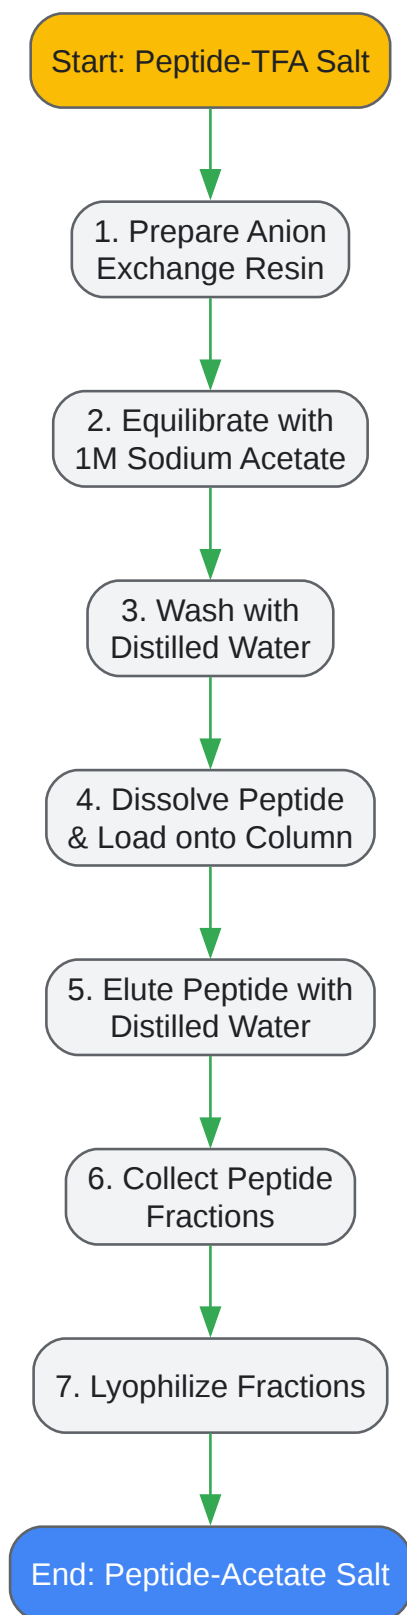 Start: Peptide-TFA Salt
1. Prepare Anion
Exchange Resin
2. Equilibrate with
1M Sodium Acetate
3. Wash with
Distilled Water
4. Dissolve Peptide
& Load onto Column
5. Elute Peptide with
Distilled Water
6. Collect Peptide
Fractions
7. Lyophilize Fractions
End: Peptide-Acetate Salt